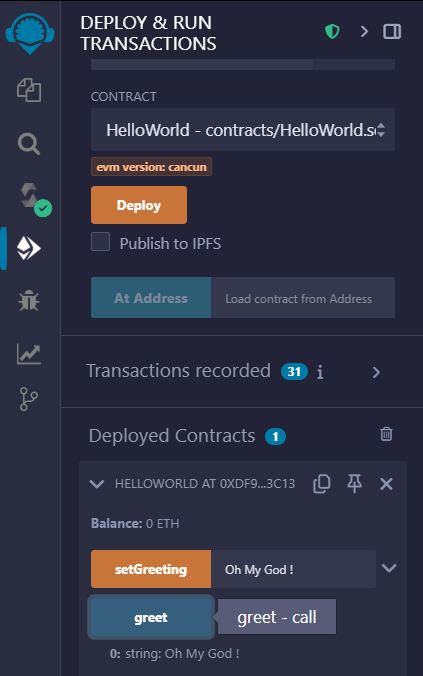 DEPLOY & RUN
TRANSACTIONS
CONTRACT
HelloWorld - contracts/HelloWorld.s
evm version: cancun
Deploy
Publish to IPFS
At Address
Load contract from Address
Transactions recorded 31 i
Deployed Contracts 1
HELLOWORLD AT 0XDF9...3C13
Balance: 0 ETH
setGreeting
Oh My God !
greet
greet - call
0: string: Oh My God !